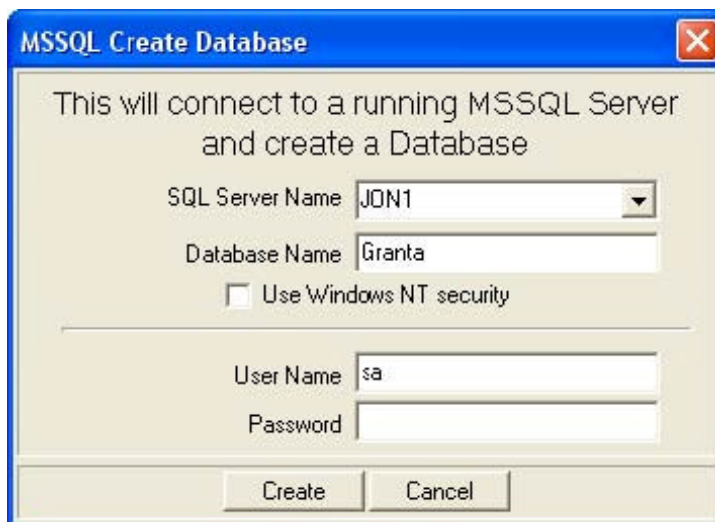 MSSQL Create Database
This will connect to a running MSSQL Server
and create a Database
SQL Server Name JON1
Database Name Granta
Use Windows NT security
User Name sa
Password
Create Cancel